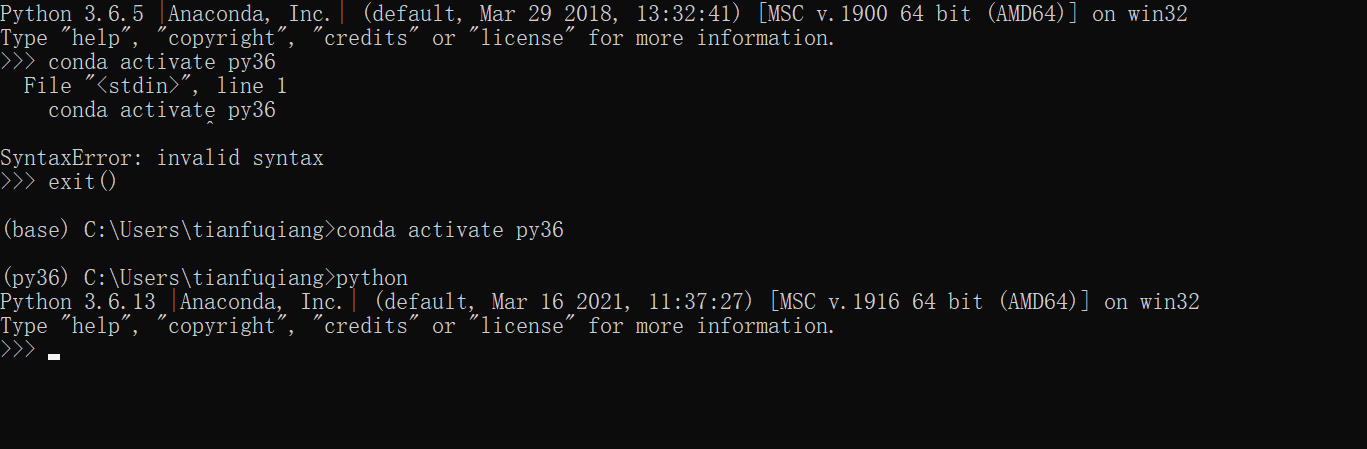 Python 3.6.5 |Anaconda, Inc.| (default, Mar 29 2018, 13:32:41) [MSC v.1900 64 bit (AMD64)] on win32
Type "help", "copyright", "credits" or "license" for more information.
>>> conda activate py36
  File "<stdin>", line 1
    conda activate py36
                 ^
SyntaxError: invalid syntax
>>> exit()
(base) C:\Users\tianfuqiang>conda activate py36
(py36) C:\Users\tianfuqiang>python
Python 3.6.13 |Anaconda, Inc.| (default, Mar 16 2021, 11:37:27) [MSC v.1916 64 bit (AMD64)] on win32
Type "help", "copyright", "credits" or "license" for more information.
>>>